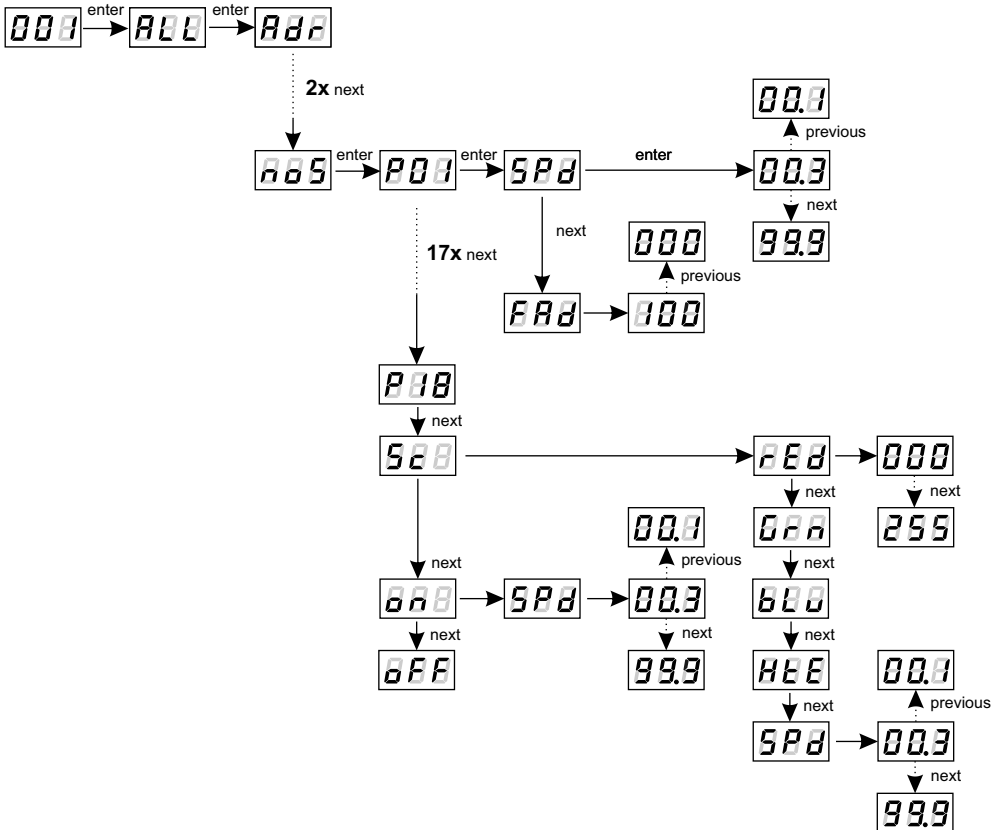 001 enter ALL enter Adr
2x next
00.1
previous
noS enter P01 enter SPd enter 00.3
next
99.9
17x next
next
000
previous
FAd 100
P18
next
Sc rEd 000
next next
Grn 255
00.1
previous
next next
on SPd 00.3 bLu
next next next
oFF 99.9 HtE 00.1
next previous
SPd 00.3
next
99.9